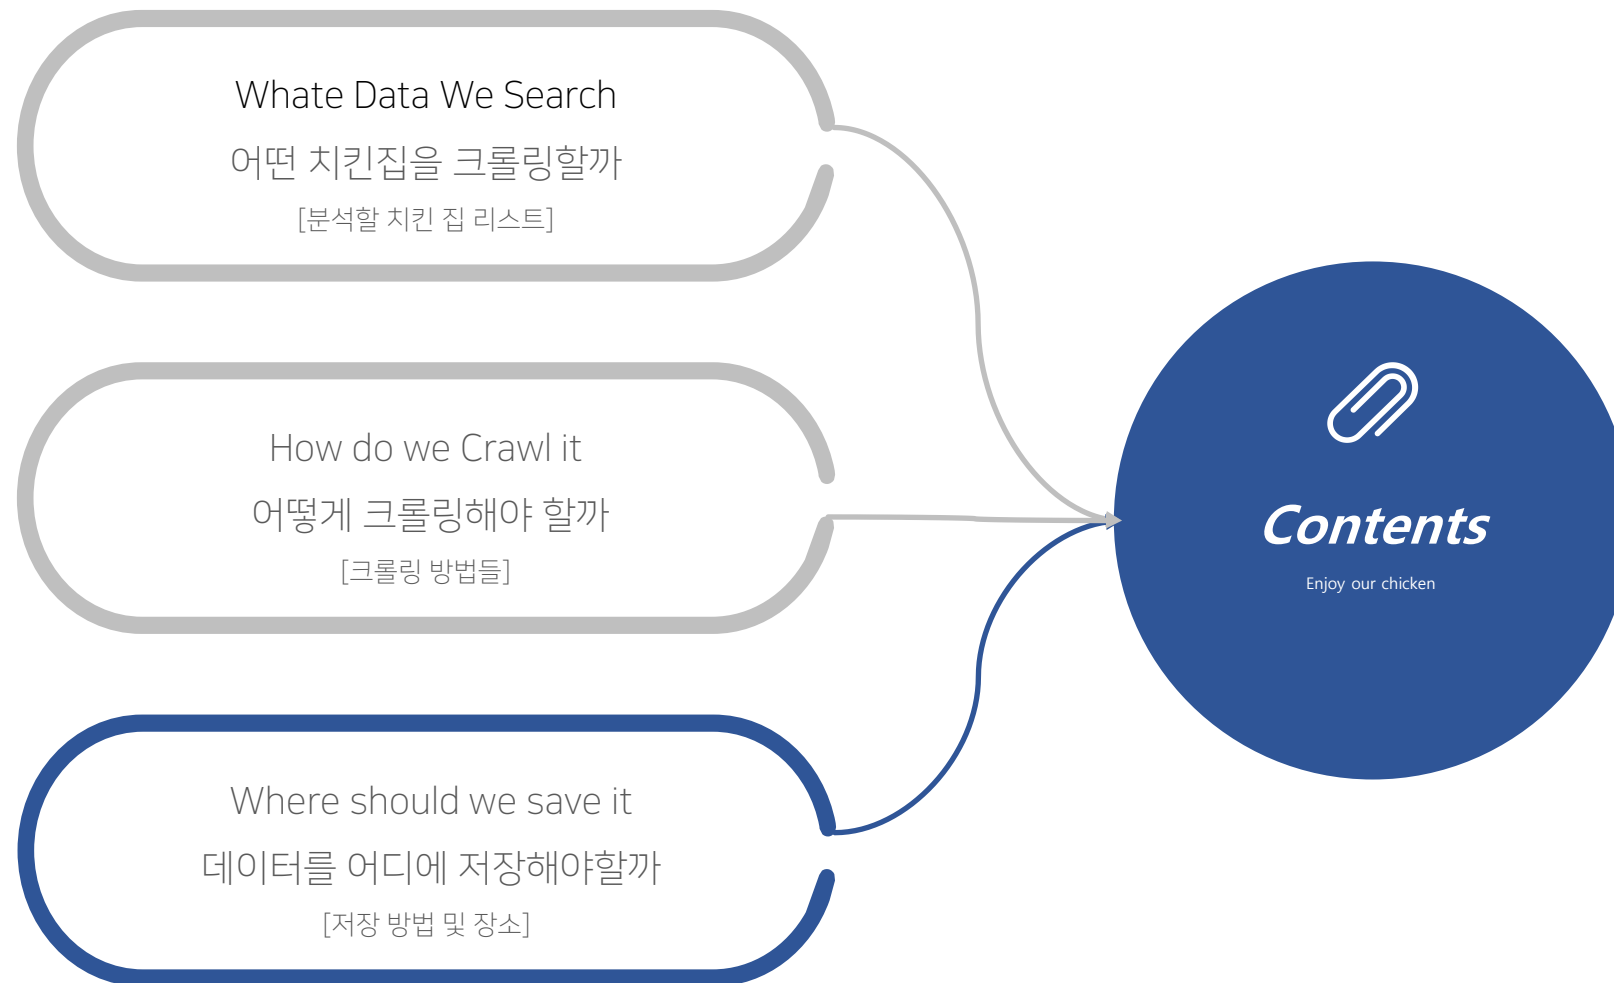 Whate Data We Search
어떤 치킨집을 크롤링할까
[분석할 치킨 집 리스트]
How do we Crawl it
어떻게 크롤링해야 할까
[크롤링 방법들]
Where should we save it
데이터를 어디에 저장해야할까
[저장 방법 및 장소]
Contents
Enjoy our chicken